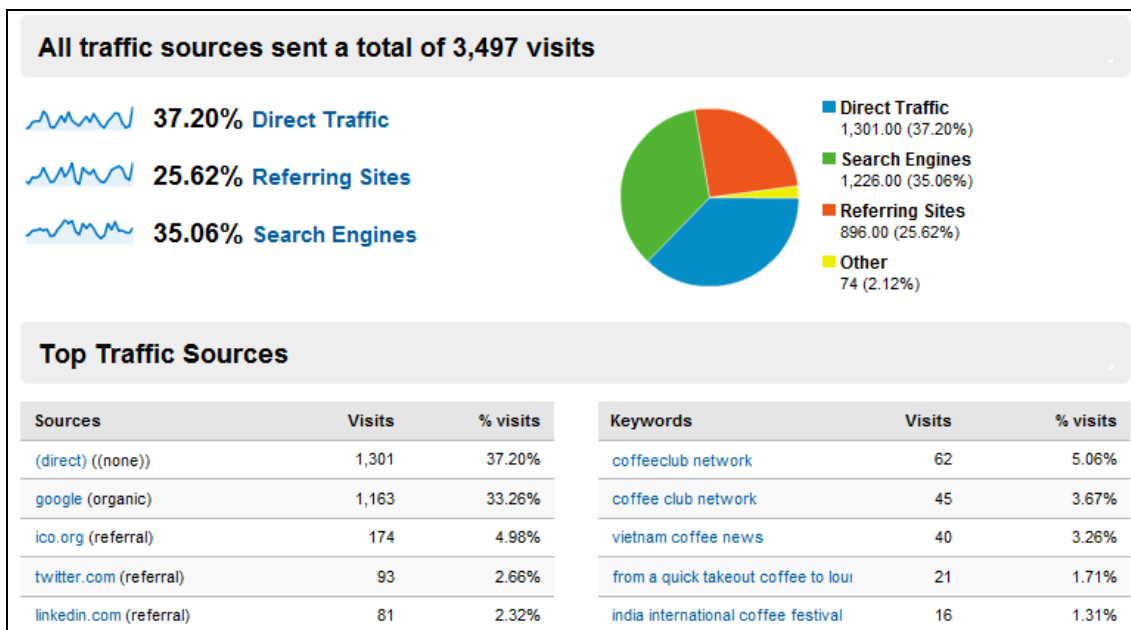 All traffic sources sent a total of 3,497 visits
37.20% Direct Traffic
25.62% Referring Sites
35.06% Search Engines
Direct Traffic
1,301.00 (37.20%)
Search Engines
1,226.00 (35.06%)
Referring Sites
896.00 (25.62%)
Other
74 (2.12%)
Top Traffic Sources
Sources Visits % visits
(direct) ((none)) 1,301 37.20%
google (organic) 1,163 33.26%
ico.org (referral) 174 4.98%
twitter.com (referral) 93 2.66%
linkedin.com (referral) 81 2.32%
Keywords Visits % visits
coffeeclub network 62 5.06%
coffee club network 45 3.67%
vietnam coffee news 40 3.26%
from a quick takeout coffee to 21 1.71%
india international coffee festival 16 1.31%